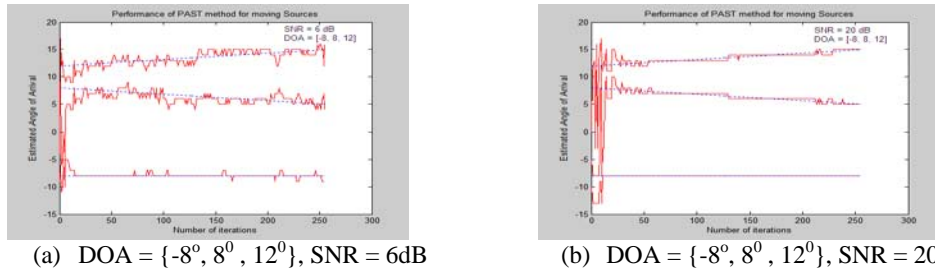 Performance of PAST method for moving Sources
SNR = 6 dB
DOA = [-8, 8, 12]
Estimated Angle of Arrival
20
15
10
5
0
-5
-10
-15
0 50 100 150 200 250 300
Number of iterations
(a) DOA = {-8º, 8⁰ , 12⁰}, SNR = 6dB
Performance of PAST method for moving Sources
SNR = 20 dB
DOA = [-8, 8, 12]
Estimated Angle of Arrival
20
15
10
5
0
-5
-10
-15
0 50 100 150 200 250 300
Number of iterations
(b) DOA = {-8º, 8⁰ , 12⁰}, SNR = 20